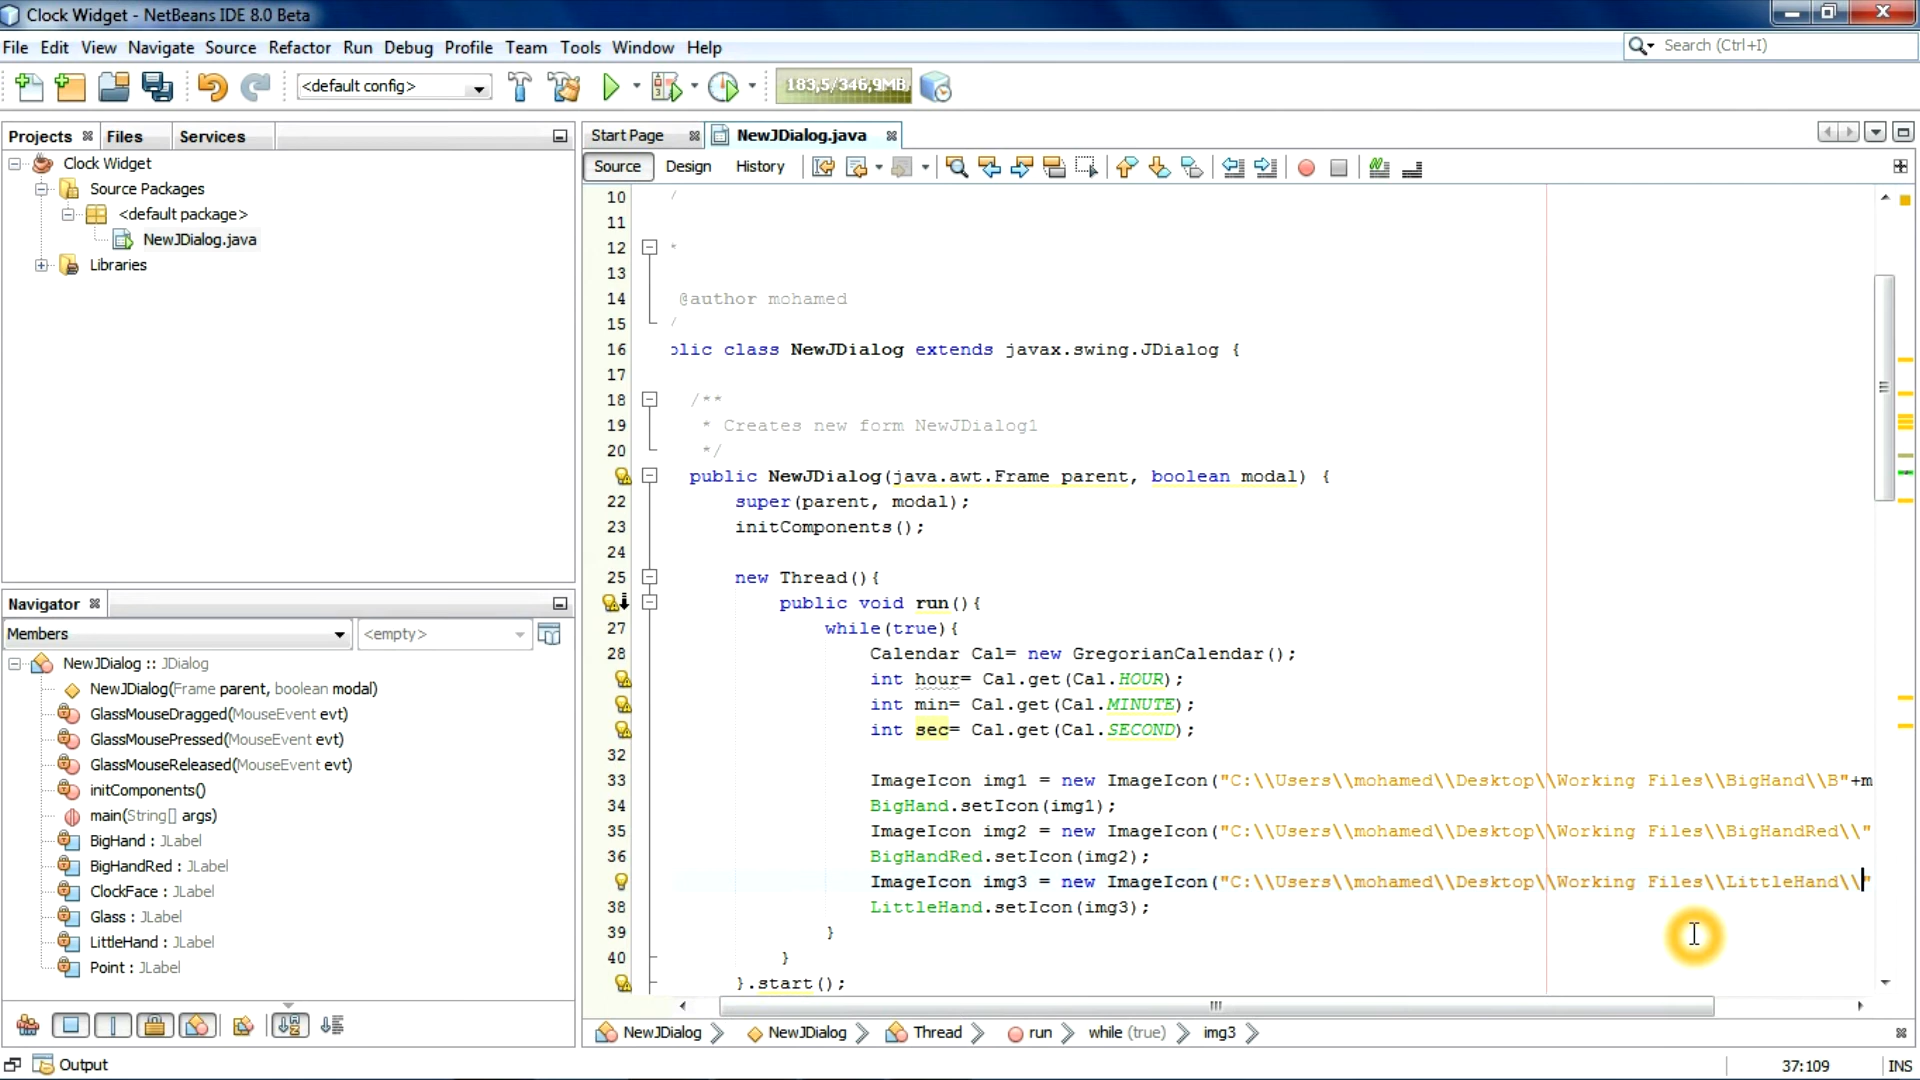 Clock Widget - NetBeans IDE 8.0 Beta
File Edit View Navigate Source Refactor Run Debug Profile Team Tools Window Help
Search (Ctrl+I)
<default config>
183,5/346,9MB
Projects Files Services
Clock Widget
Source Packages
<default package>
NewJDialog.java
Libraries
Navigator
Members
<empty>
NewJDialog :: JDialog
NewJDialog(Frame parent, boolean modal)
GlassMouseDragged(MouseEvent evt)
GlassMousePressed(MouseEvent evt)
GlassMouseReleased(MouseEvent evt)
initComponents()
main(String[] args)
BigHand : JLabel
BigHandRed : JLabel
ClockFace : JLabel
Glass : JLabel
LittleHand : JLabel
Point : JLabel
Start Page NewJDialog.java
Source Design History
10 /
11
12 *
13
14 @author mohamed
15 /
16 olic class NewJDialog extends javax.swing.JDialog {
17
18 /**
19 * Creates new form NewJDialog1
20 */
public NewJDialog(java.awt.Frame parent, boolean modal) {
22 super(parent, modal);
23 initComponents();
24
25 new Thread(){
public void run(){
27 while(true){
28 Calendar Cal= new GregorianCalendar();
int hour= Cal.get(Cal.HOUR);
int min= Cal.get(Cal.MINUTE);
int sec= Cal.get(Cal.SECOND);
32
33 ImageIcon img1 = new ImageIcon("C:\\Users\\mohamed\\Desktop\\Working Files\\BigHand\\B"+m
34 BigHand.setIcon(img1);
35 ImageIcon img2 = new ImageIcon("C:\\Users\\mohamed\\Desktop\\Working Files\\BigHandRed\\"
36 BigHandRed.setIcon(img2);
ImageIcon img3 = new ImageIcon("C:\\Users\\mohamed\\Desktop\\Working Files\\LittleHand\\"
38 LittleHand.setIcon(img3);
39 }
40 }
}.start();
NewJDialog NewJDialog Thread run while (true) img3
Output
37:109 INS